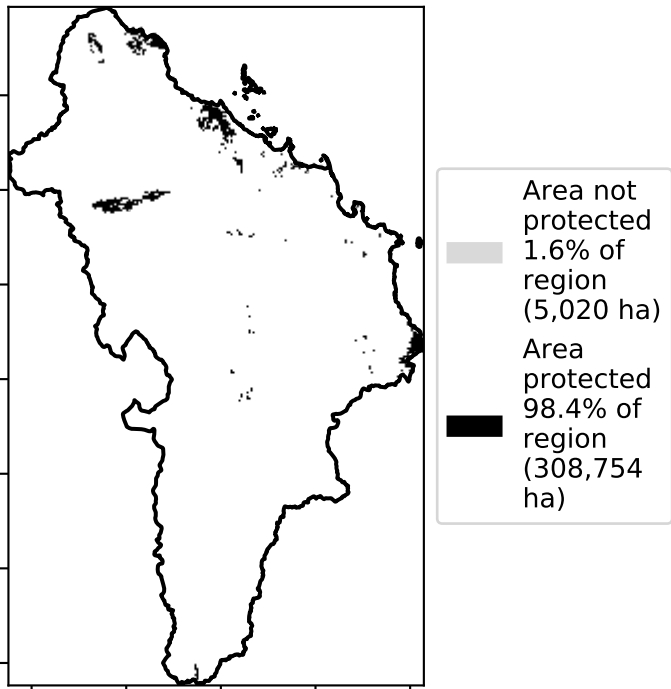 Area not
protected
1.6% of
region
(5,020 ha)
Area
protected
98.4% of
region
(308,754
ha)